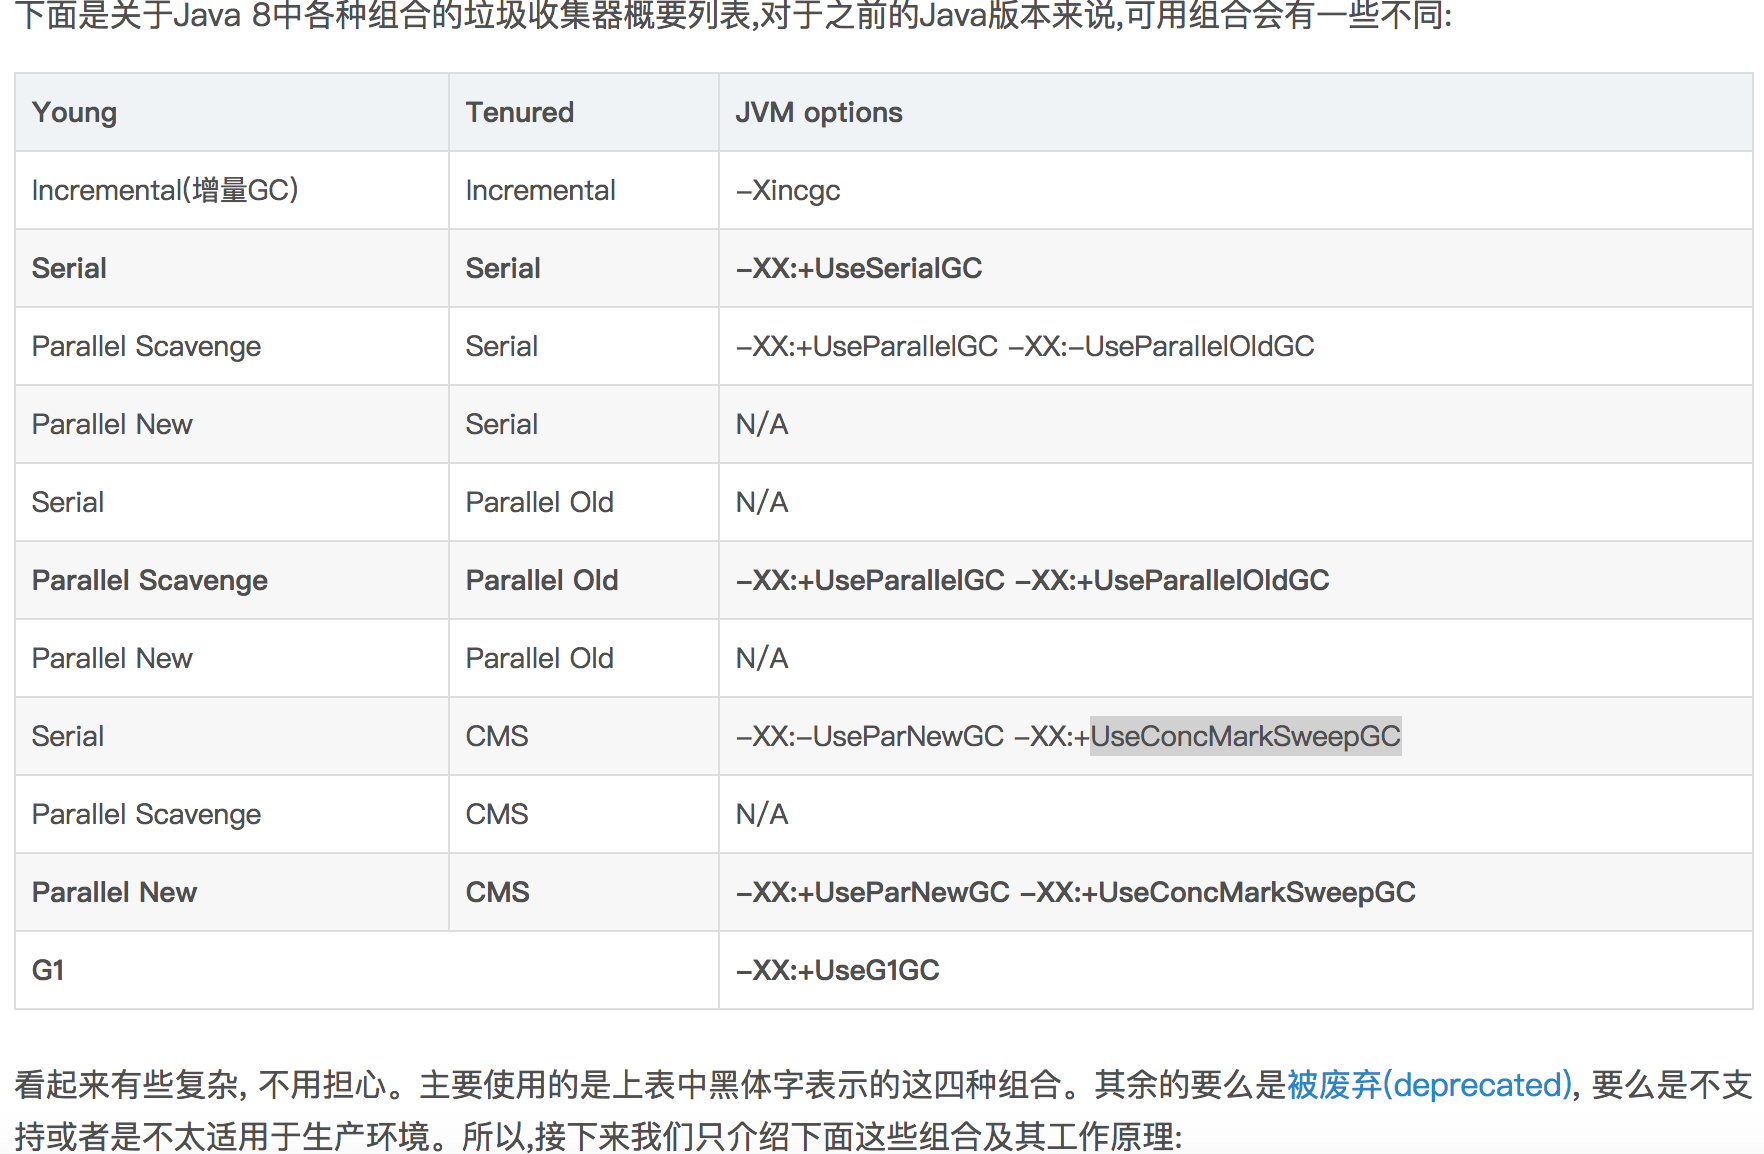 下面是关于Java 8中各种组合的垃圾收集器概要列表,对于之前的Java版本来说,可用组合会有一些不同:
Young Tenured JVM options
Incremental(增量GC) Incremental –Xincgc
Serial Serial –XX:+UseSerialGC
Parallel Scavenge Serial –XX:+UseParallelGC –XX:–UseParallelOldGC
Parallel New Serial N/A
Serial Parallel Old N/A
Parallel Scavenge Parallel Old –XX:+UseParallelGC –XX:+UseParallelOldGC
Parallel New Parallel Old N/A
Serial CMS –XX:–UseParNewGC –XX:+UseConcMarkSweepGC
Parallel Scavenge CMS N/A
Parallel New CMS –XX:+UseParNewGC –XX:+UseConcMarkSweepGC
G1 –XX:+UseG1GC
看起来有些复杂, 不用担心。主要使用的是上表中黑体字表示的这四种组合。其余的要么是被废弃(deprecated), 要么是不支
持或者是不太适用于生产环境。所以,接下来我们只介绍下面这些组合及其工作原理: